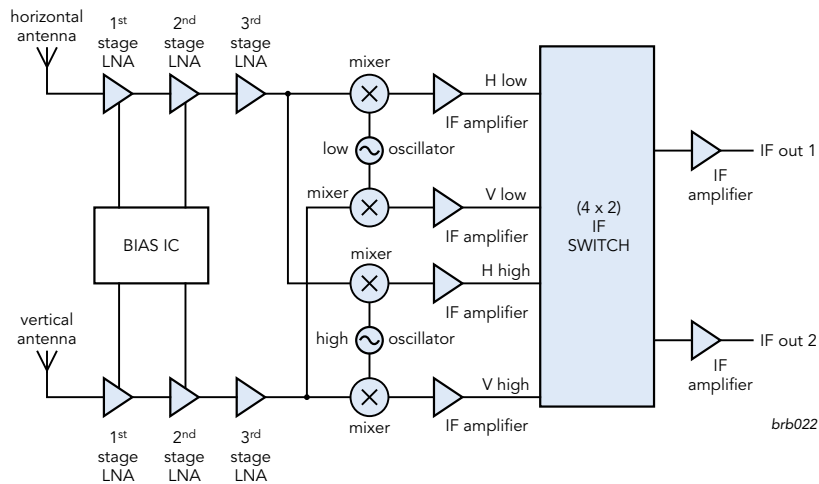 horizontal
antenna
1st
stage
LNA
2nd
stage
LNA
3rd
stage
LNA
mixer
H low
IF amplifier
low
oscillator
mixer
V low
IF amplifier
mixer
H high
IF amplifier
high
oscillator
V high
mixer
IF amplifier
BIAS IC
vertical
antenna
1st
stage
LNA
2nd
stage
LNA
3rd
stage
LNA
(4 x 2)
IF
SWITCH
IF out 1
IF
amplifier
IF out 2
IF
amplifier
brb022